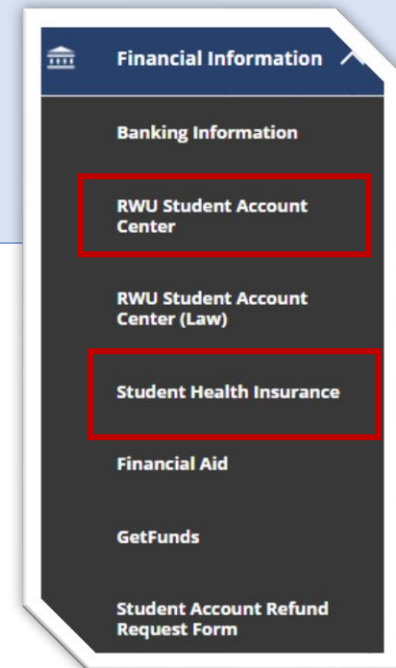 Financial Information
Banking Information
RWU Student Account
Center
RWU Student Account
Center (Law)
Student Health Insurance
Financial Aid
GetFunds
Student Account Refund
Request Form